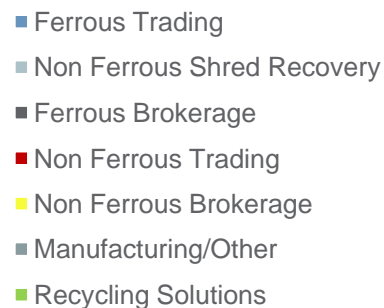 Ferrous Trading
Non Ferrous Shred Recovery
Ferrous Brokerage
Non Ferrous Trading
Non Ferrous Brokerage
Manufacturing/Other
Recycling Solutions